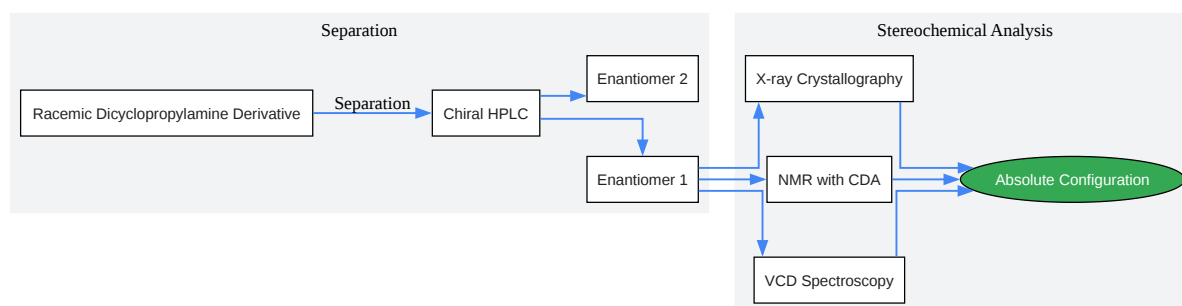 Separation
Racemic Dicyclopropylamine Derivative
Separation
Chiral HPLC
Enantiomer 2
Enantiomer 1
Stereochemical Analysis
X-ray Crystallography
NMR with CDA
VCD Spectroscopy
Absolute Configuration